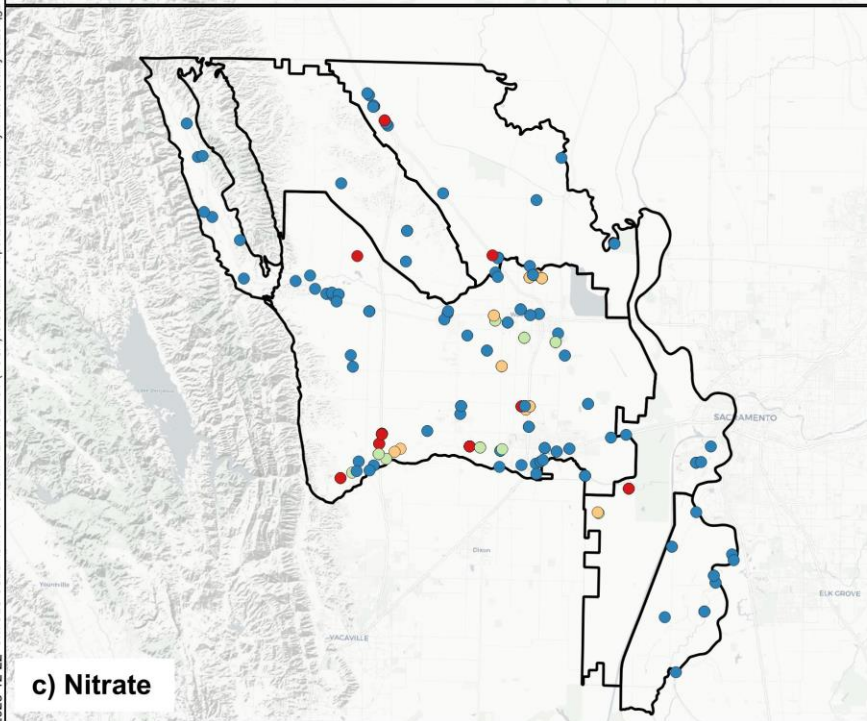 SACRAMENTO
Dixon
Yountville
ELK GROVE
VACAVILLE
c) Nitrate